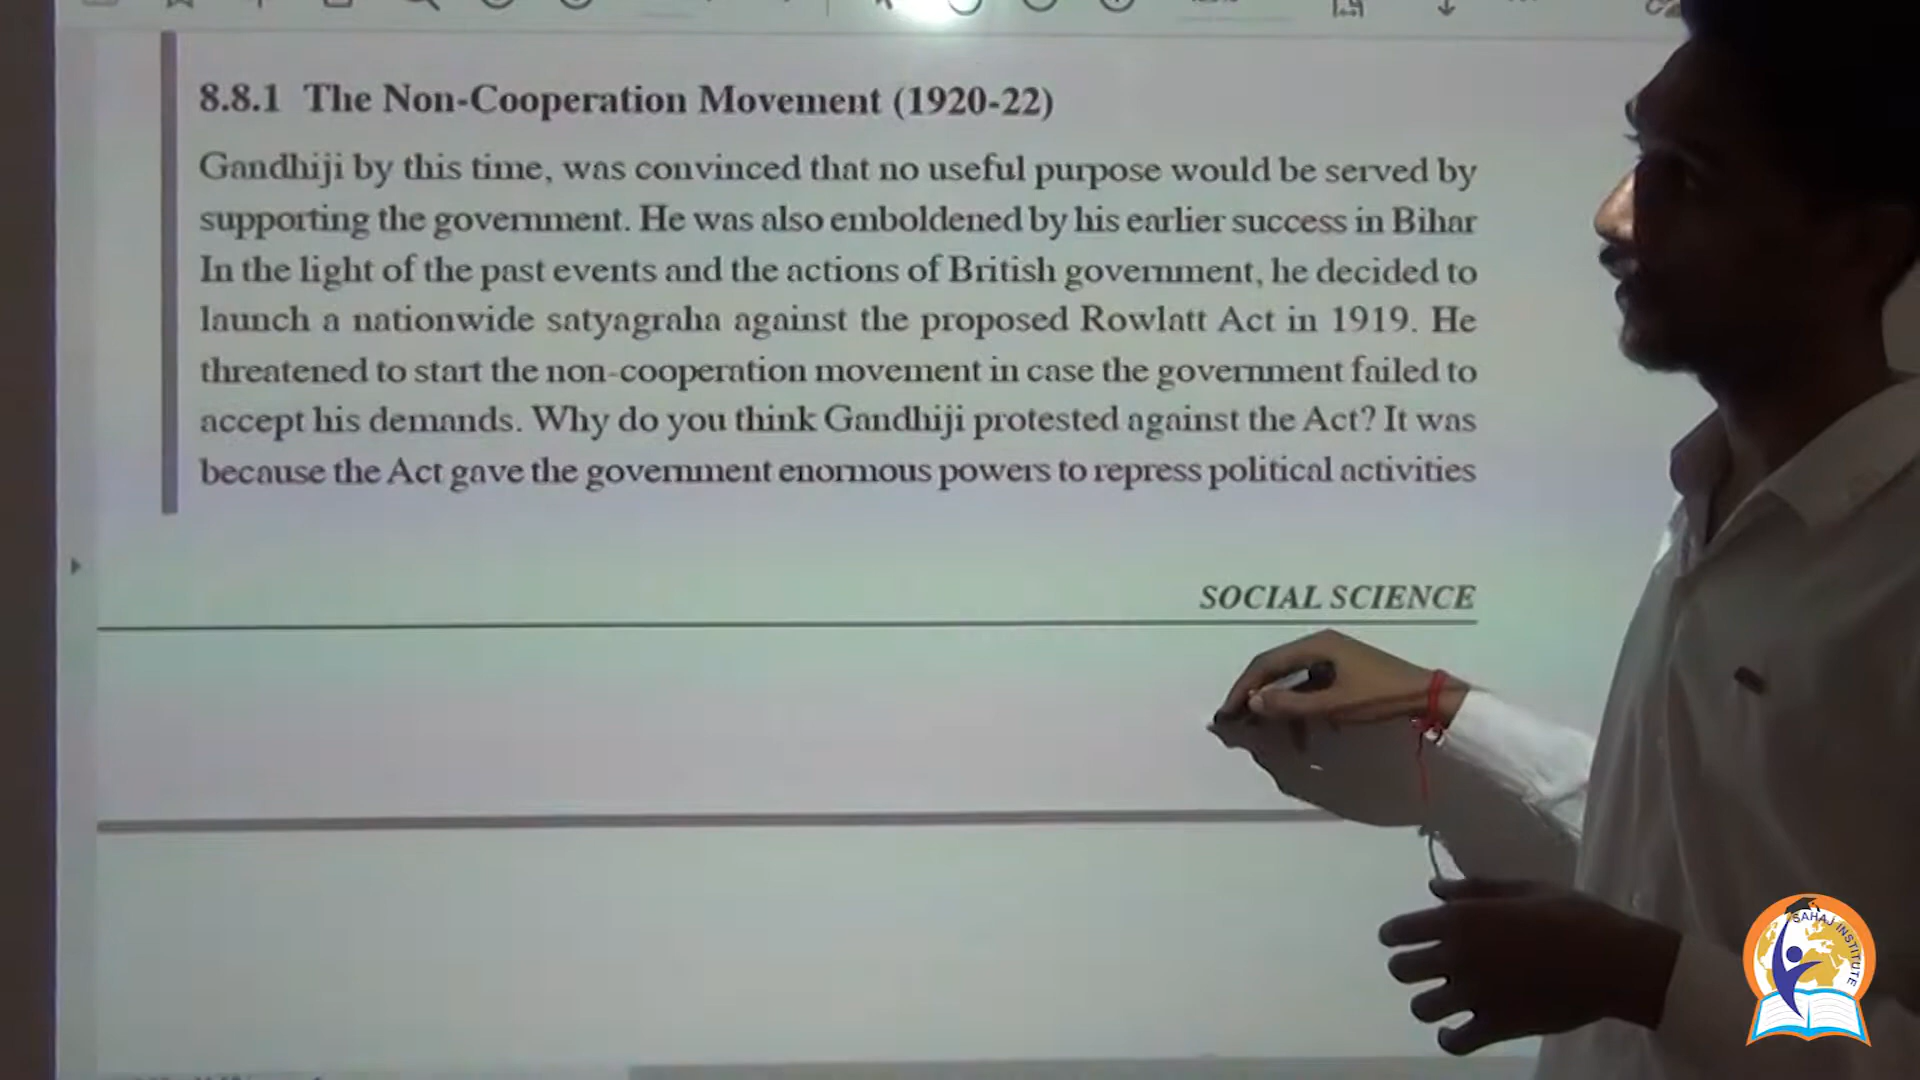 8.8.1 The Non-Cooperation Movement (1920-22)
Gandhiji by this time, was convinced that no useful purpose would be served by
supporting the government. He was also emboldened by his earlier success in Bihar
In the light of the past events and the actions of British government, he decided to
launch a nationwide satyagraha against the proposed Rowlatt Act in 1919. He
threatened to start the non-cooperation movement in case the government failed to
accept his demands. Why do you think Gandhiji protested against the Act? It was
because the Act gave the government enormous powers to repress political activities
SOCIAL SCIENCE
SAHAJ INSTITUTE